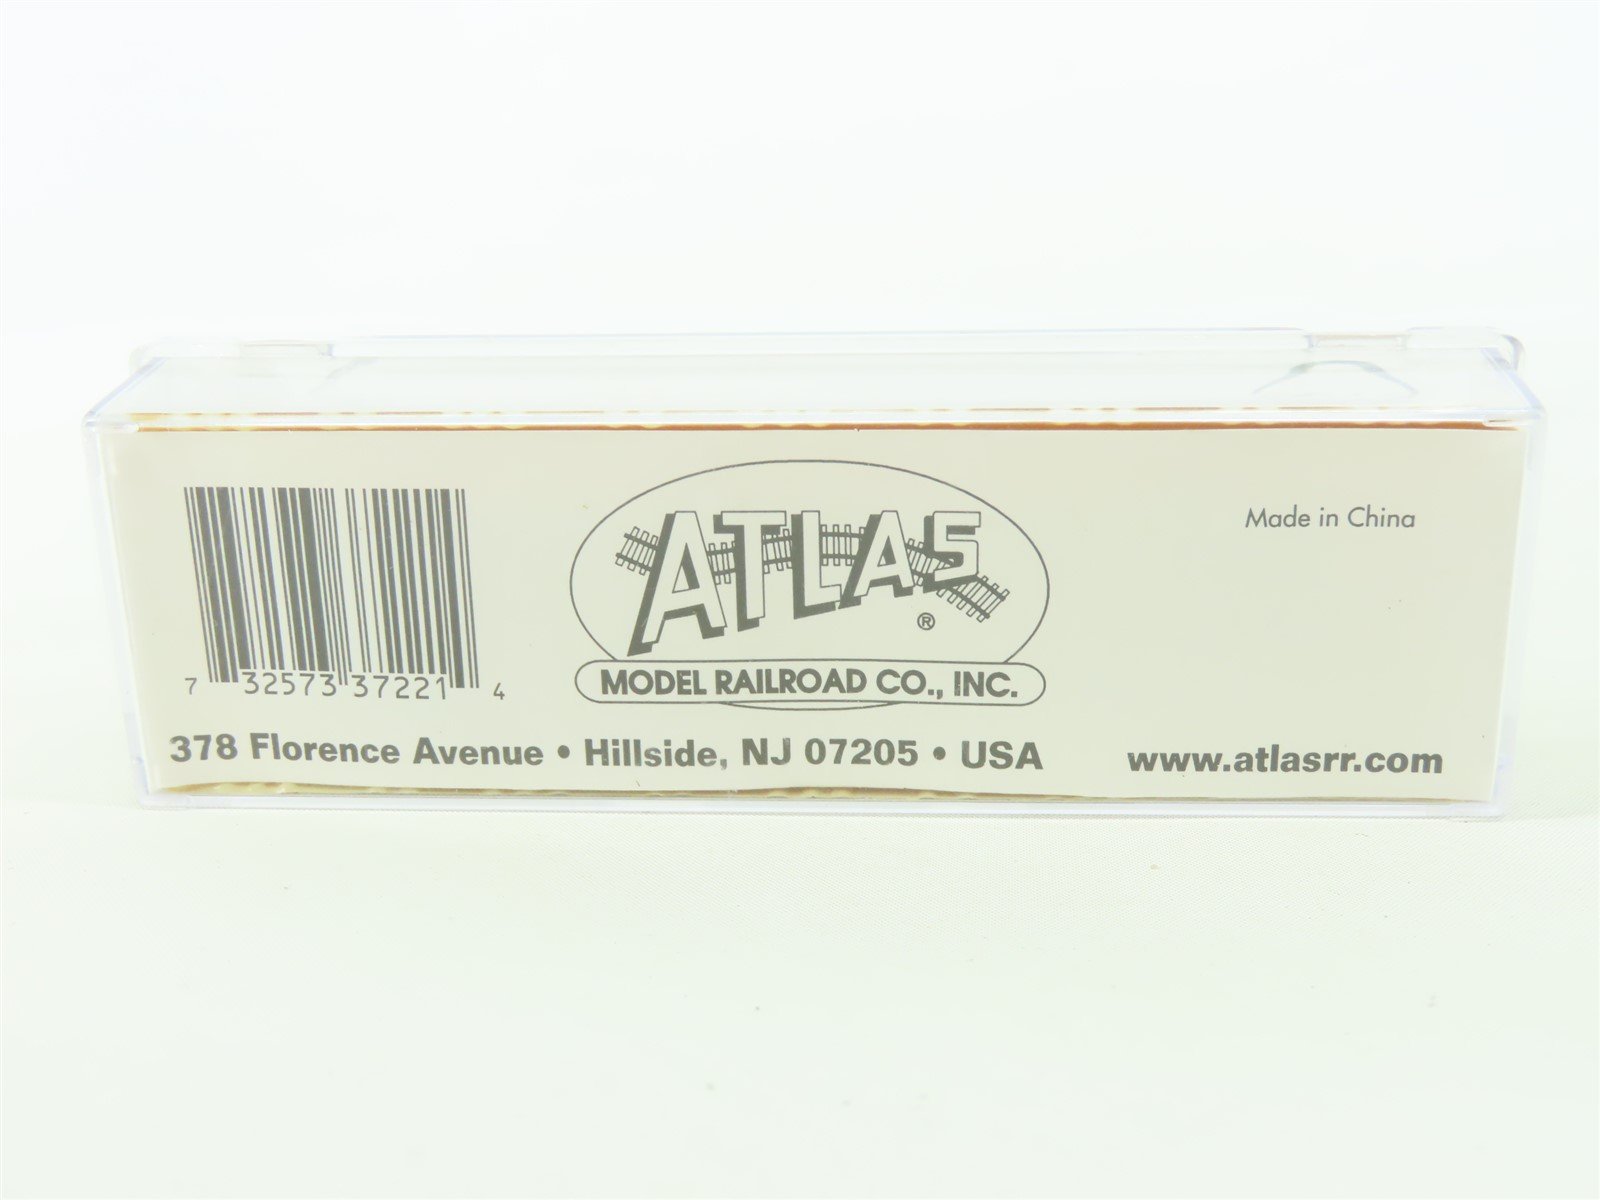 ATLAS®
MODEL RAILROAD CO., INC.
Made in China
7 32573 37221 4
378 Florence Avenue • Hillside, NJ 07205 • USA
www.atlasrr.com